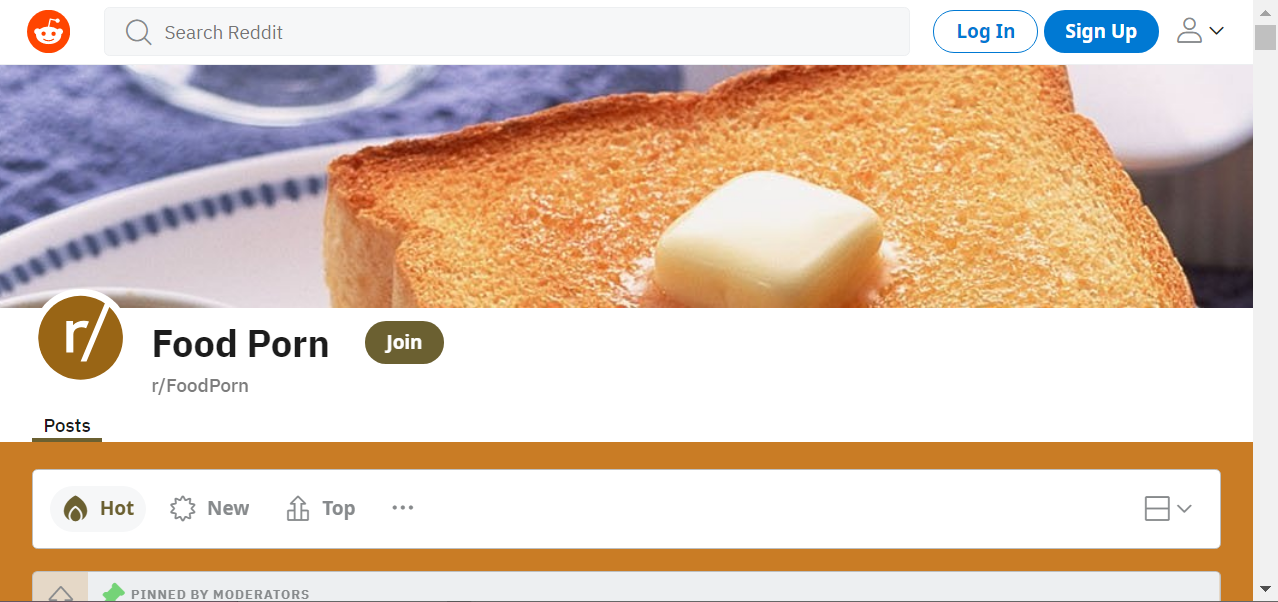 Search Reddit
Log In
Sign Up
r/
Food Porn
Join
r/FoodPorn
Posts
Hot
New
Top
PINNED BY MODERATORS